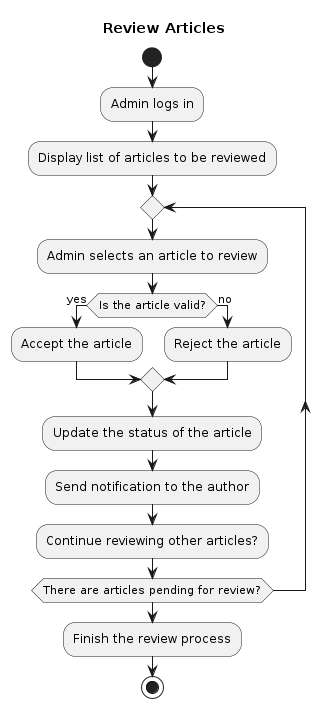 Review Articles
Admin logs in
Display list of articles to be reviewed
Admin selects an article to review
yes
Is the article valid?
no
Accept the article
Reject the article
Update the status of the article
Send notification to the author
Continue reviewing other articles?
There are articles pending for review?
Finish the review process